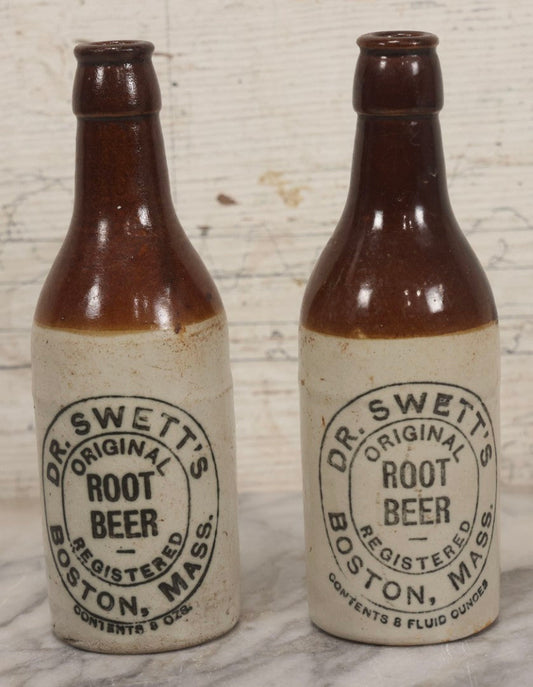 DR. SWETT'S
ORIGINAL
ROOT
BEER
REGISTERED
BOSTON, MASS.
CONTENTS 8 OZS.
DR. SWETT'S
ORIGINAL
ROOT
BEER
REGISTERED
BOSTON, MASS.
CONTENTS 8 FLUID OUNCES